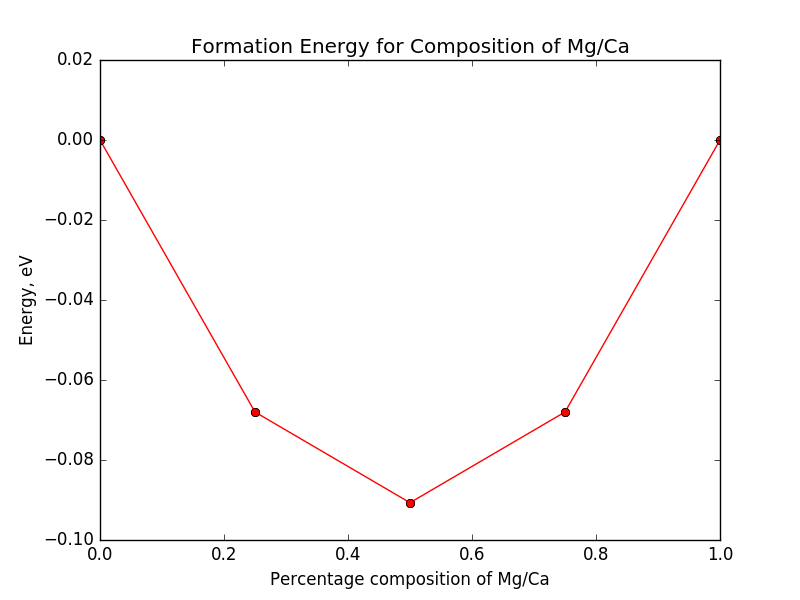 Formation Energy for Composition of Mg/Ca
0.02
0.00
−0.02
−0.04
−0.06
−0.08
−0.10
Energy, eV
0.0 0.2 0.4 0.6 0.8 1.0
Percentage composition of Mg/Ca